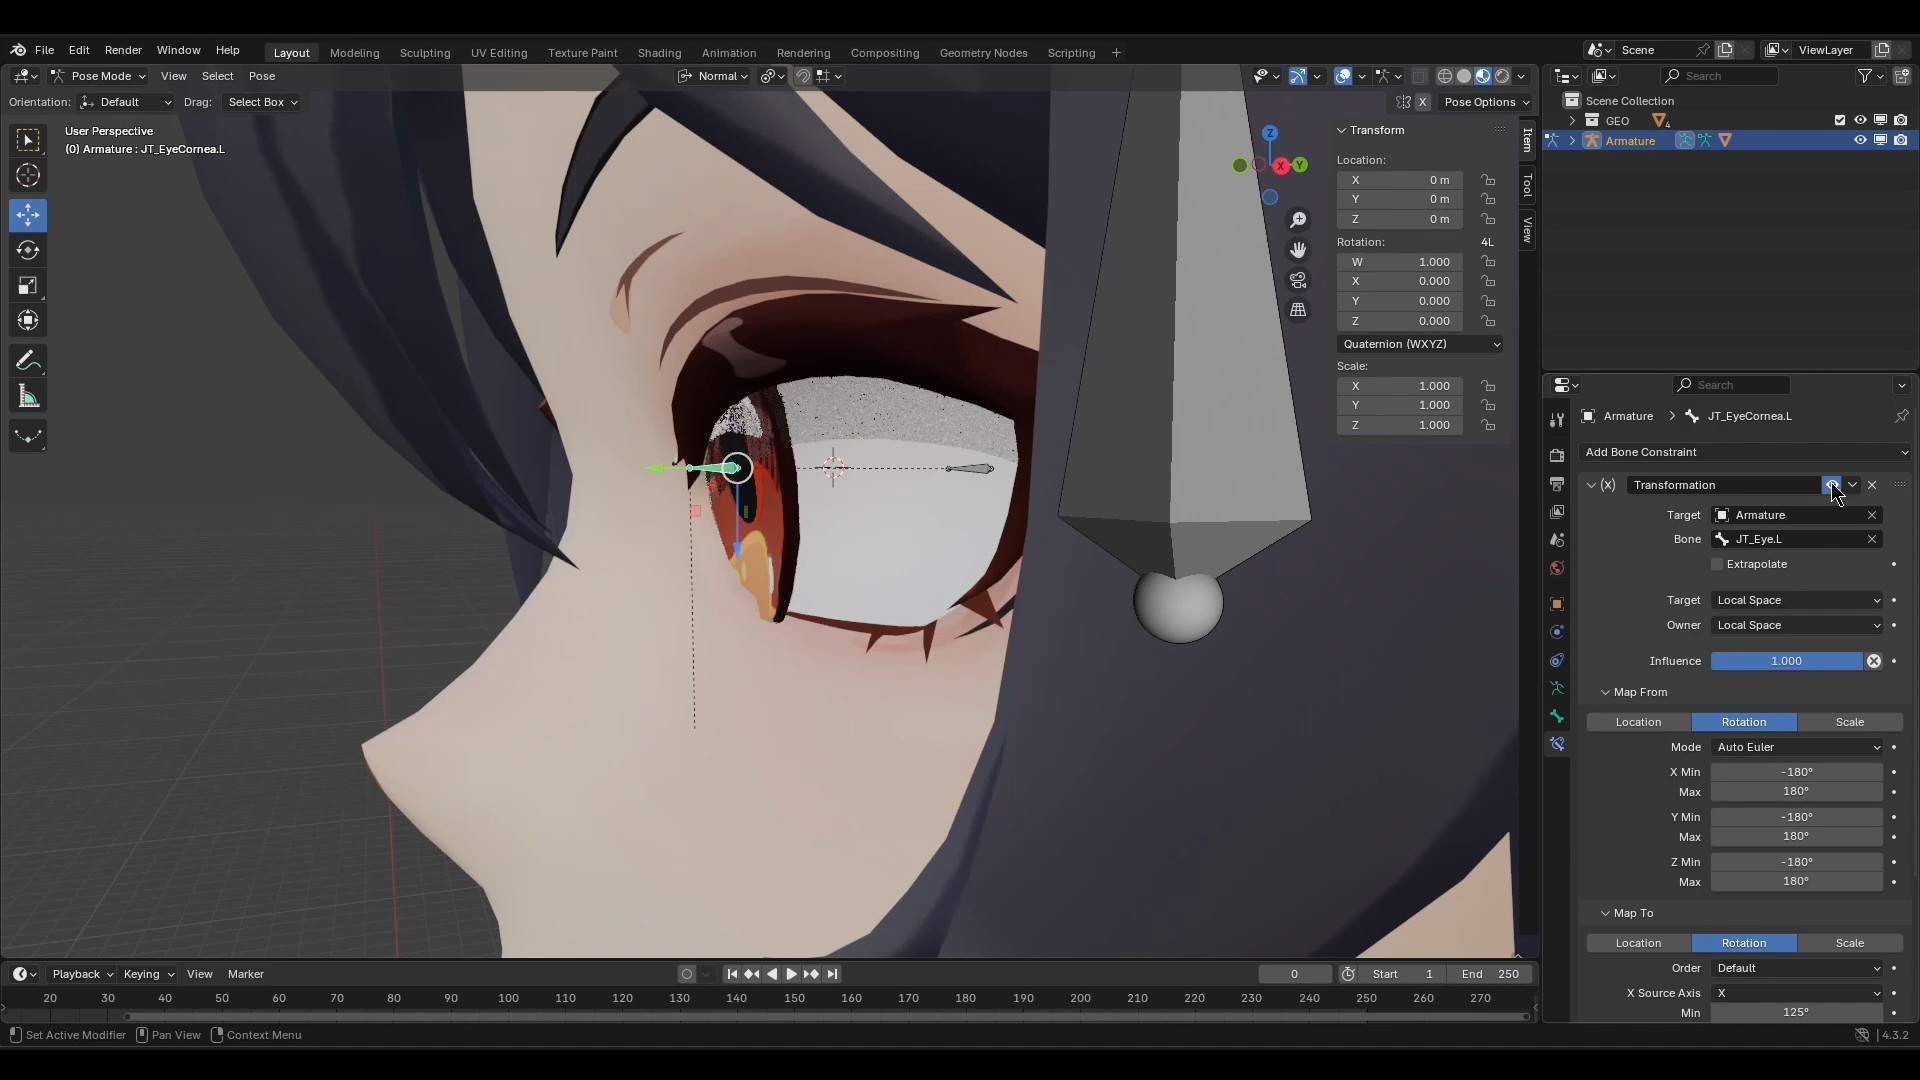 File Edit Render Window Help
Layout Modeling Sculpting UV Editing Texture Paint Shading Animation Rendering Compositing Geometry Nodes Scripting +
Scene
ViewLayer
Pose Mode View Select Pose
Normal
Orientation: Default Drag: Select Box
X Pose Options
User Perspective
(0) Armature : JT_EyeCornea.L
Z
X
Y
Transform
Location:
X 0 m
Y 0 m
Z 0 m
Rotation: 4L
W 1.000
X 0.000
Y 0.000
Z 0.000
Quaternion (WXYZ)
Scale:
X 1.000
Y 1.000
Z 1.000
Item
Tool
View
Search
Scene Collection
GEO 4
Armature
Search
Armature > JT_EyeCornea.L
Add Bone Constraint
Transformation
Target Armature
Bone JT_Eye.L
Extrapolate
Target Local Space
Owner Local Space
Influence 1.000
Map From
Location Rotation Scale
Mode Auto Euler
X Min -180°
Max 180°
Y Min -180°
Max 180°
Z Min -180°
Max 180°
Map To
Location Rotation Scale
Order Default
X Source Axis X
Min 125°
Playback Keying View Marker
0 Start 1 End 250
20 30 40 50 60 70 80 90 100 110 120 130 140 150 160 170 180 190 200 210 220 230 240 250 260 270
Set Active Modifier Pan View Context Menu
4.3.2